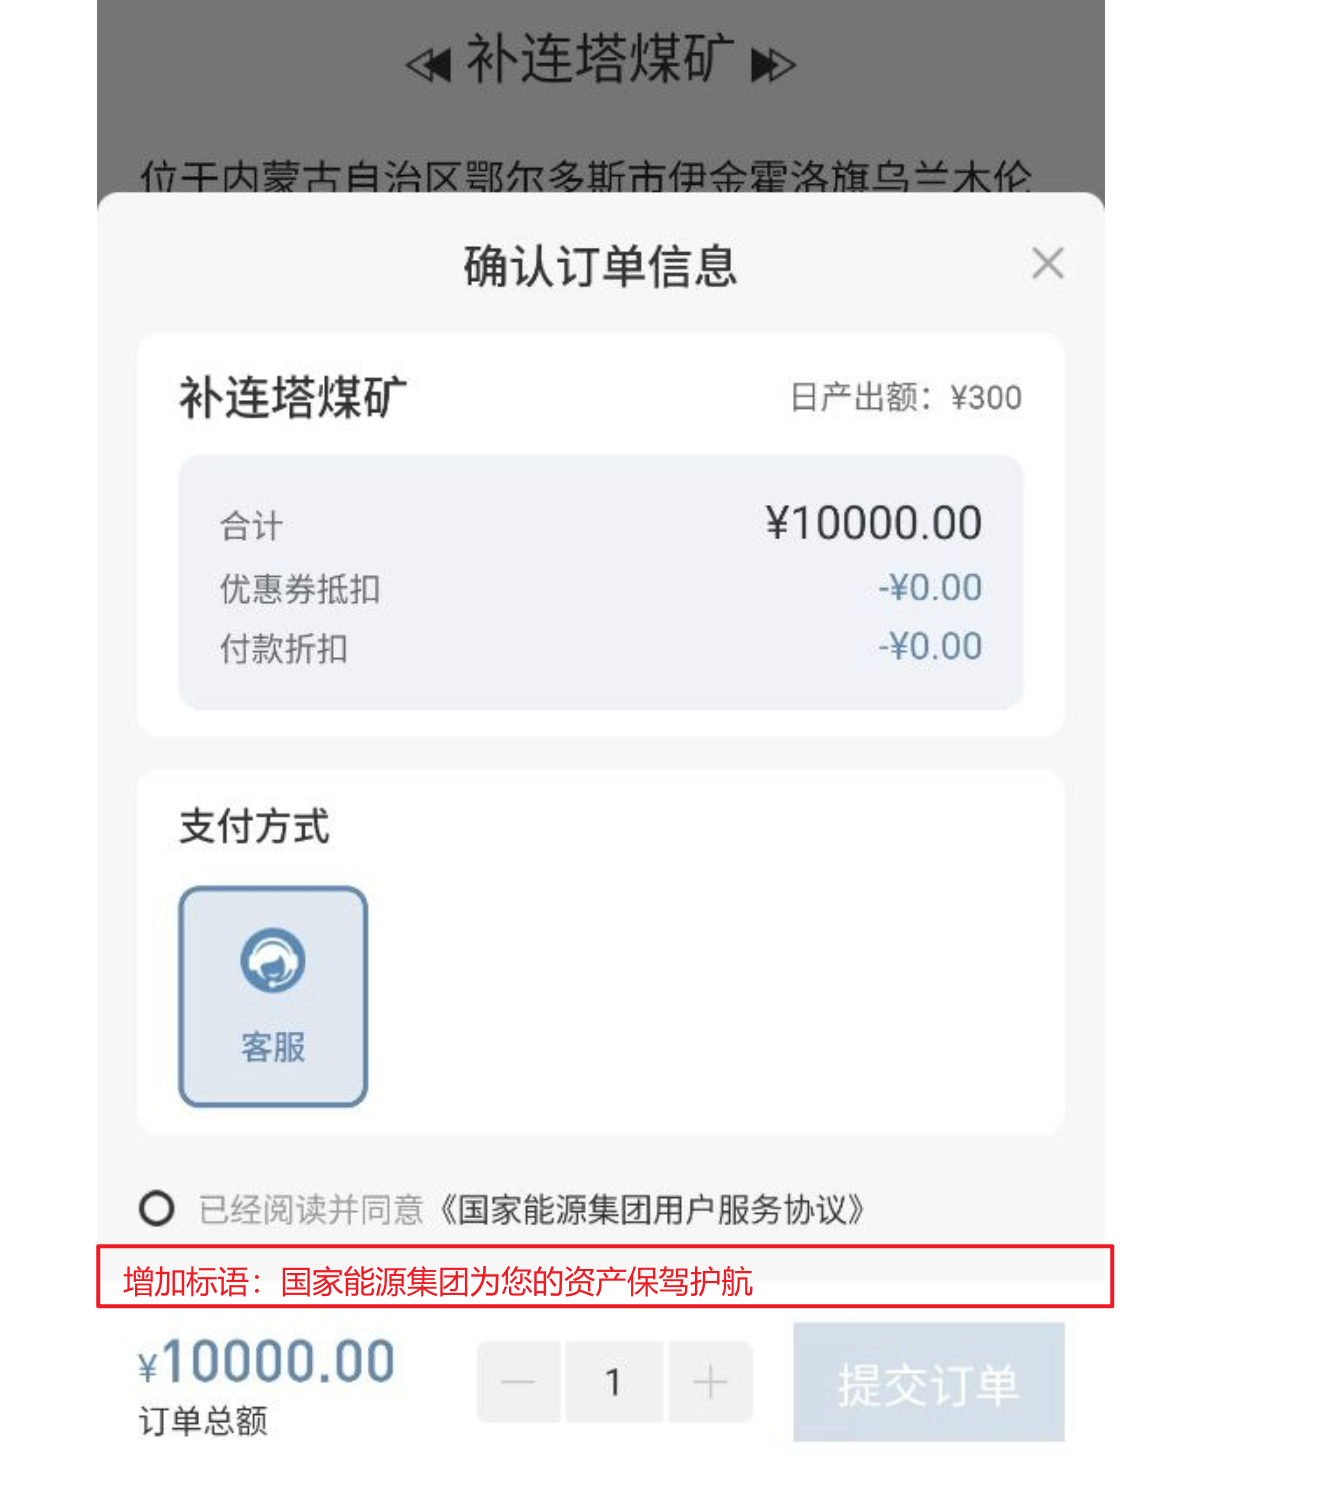 补连塔煤矿
位于内蒙古自治区鄂尔多斯市伊金霍洛旗乌兰木伦
确认订单信息
补连塔煤矿
日产出额：¥300
合计
¥10000.00
优惠券抵扣
-¥0.00
付款折扣
-¥0.00
支付方式
客服
已经阅读并同意《国家能源集团用户服务协议》
增加标语：国家能源集团为您的资产保驾护航
¥10000.00
订单总额
1
提交订单